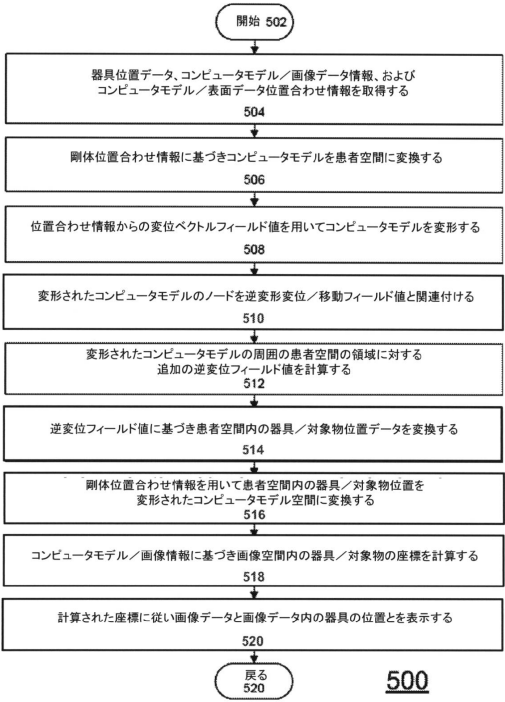 開始 502
器具位置データ、コンピュータモデル／画像データ情報、および
コンピュータモデル／表面データ位置合わせ情報を取得する
504
剛体位置合わせ情報に基づきコンピュータモデルを患者空間に変換する
506
位置合わせ情報からの変位ベクトルフィールド値を用いてコンピュータモデルを変形する
508
変形されたコンピュータモデルのノードを逆変形変位／移動フィールド値と関連付ける
510
変形されたコンピュータモデルの周囲の患者空間の領域に対する
追加の逆変位フィールド値を計算する
512
逆変位フィールド値に基づき患者空間内の器具／対象物位置データを変換する
514
剛体位置合わせ情報を用いて患者空間内の器具／対象物位置を
変形されたコンピュータモデル空間に変換する
516
コンピュータモデル／画像情報に基づき画像空間内の器具／対象物の座標を計算する
518
計算された座標に従い画像データと画像データ内の器具の位置とを表示する
520
戻る
520
500